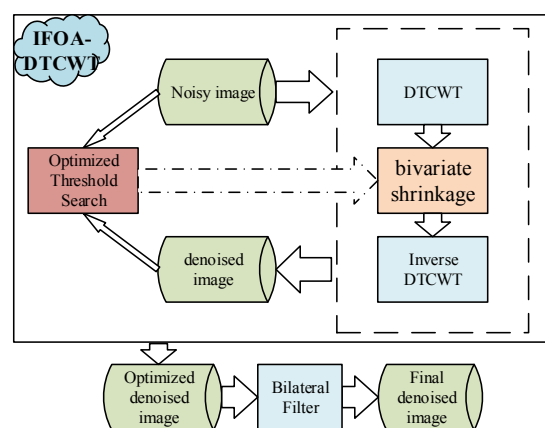 IFOA-
DTCWT
Noisy image
DTCWT
Optimized
Threshold
Search
bivariate
shrinkage
denoised
image
Inverse
DTCWT
Optimized
denoised
image
Bilateral
Filter
Final
denoised
image